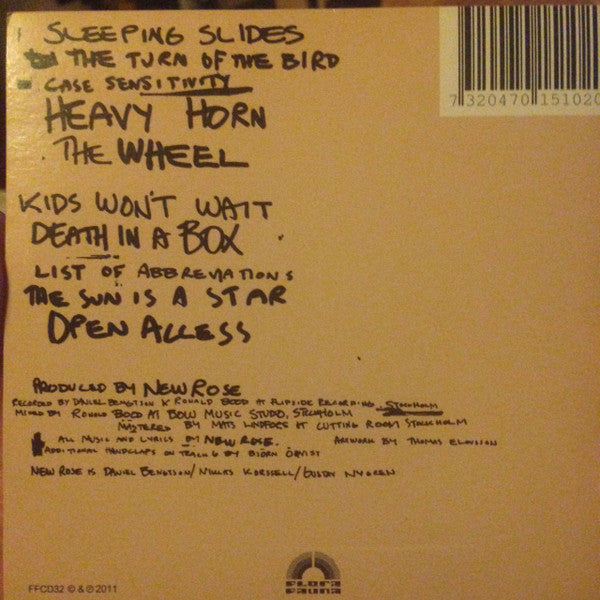 SLEEPING SLIDES
THE TURN OF THE BIRD
CASE SENSITIVITY
HEAVY HORN
THE WHEEL
KIDS WON'T WAIT
DEATH IN A BOX
LIST OF ABBREVIATIONS
THE SUN IS A STAR
OPEN ACCESS
PRODUCED BY NEW ROSE
RECORDED BY DANIEL BENGTSON & RONALD BOOD AT FLIPSIDE RECORDING, STOCKHOLM
MIXED BY RONALD BOOD AT BOW MUSIC STUDIO, STOCKHOLM
MASTERED BY MATS LINDFORS AT CUTTING ROOM STOCKHOLM
ALL MUSIC AND LYRICS BY NEW ROSE. ARTWORK BY THOMAS
ADDITIONAL HANDCLAPS ON TRACK 6 BY BJÖRN
NEW ROSE IS DANIEL BENGTSON/ NIKLAS KORSSELL/ GUSTAV NYGREN
7 320470 151020
FFCD32 © & ℗ 2011
FLORA
FAUNA